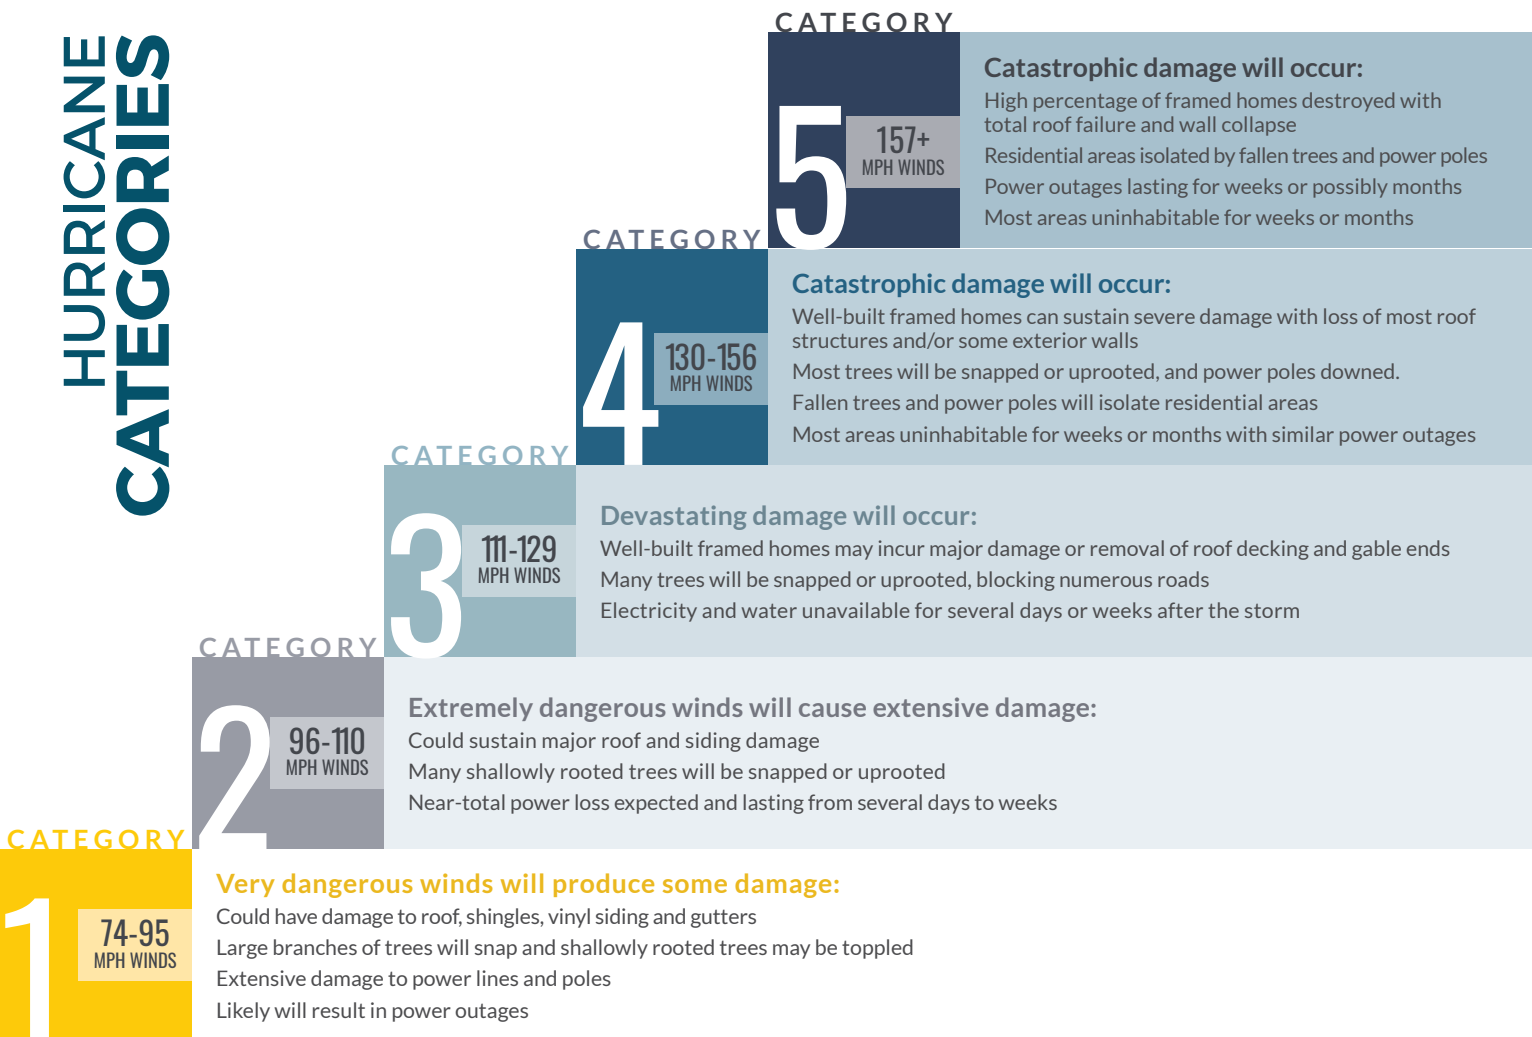 HURRICANE
CATEGORIES
CATEGORY
5
157+
MPH WINDS
Catastrophic damage will occur:
High percentage of framed homes destroyed with
total roof failure and wall collapse
Residential areas isolated by fallen trees and power poles
Power outages lasting for weeks or possibly months
Most areas uninhabitable for weeks or months
CATEGORY
4
130-156
MPH WINDS
Catastrophic damage will occur:
Well-built framed homes can sustain severe damage with loss of most roof
structures and/or some exterior walls
Most trees will be snapped or uprooted, and power poles downed.
Fallen trees and power poles will isolate residential areas
Most areas uninhabitable for weeks or months with similar power outages
CATEGORY
3
111-129
MPH WINDS
Devastating damage will occur:
Well-built framed homes may incur major damage or removal of roof decking and gable ends
Many trees will be snapped or uprooted, blocking numerous roads
Electricity and water unavailable for several days or weeks after the storm
CATEGORY
2
96-110
MPH WINDS
Extremely dangerous winds will cause extensive damage:
Could sustain major roof and siding damage
Many shallowly rooted trees will be snapped or uprooted
Near-total power loss expected and lasting from several days to weeks
CATEGORY
1
74-95
MPH WINDS
Very dangerous winds will produce some damage:
Could have damage to roof, shingles, vinyl siding and gutters
Large branches of trees will snap and shallowly rooted trees may be toppled
Extensive damage to power lines and poles
Likely will result in power outages